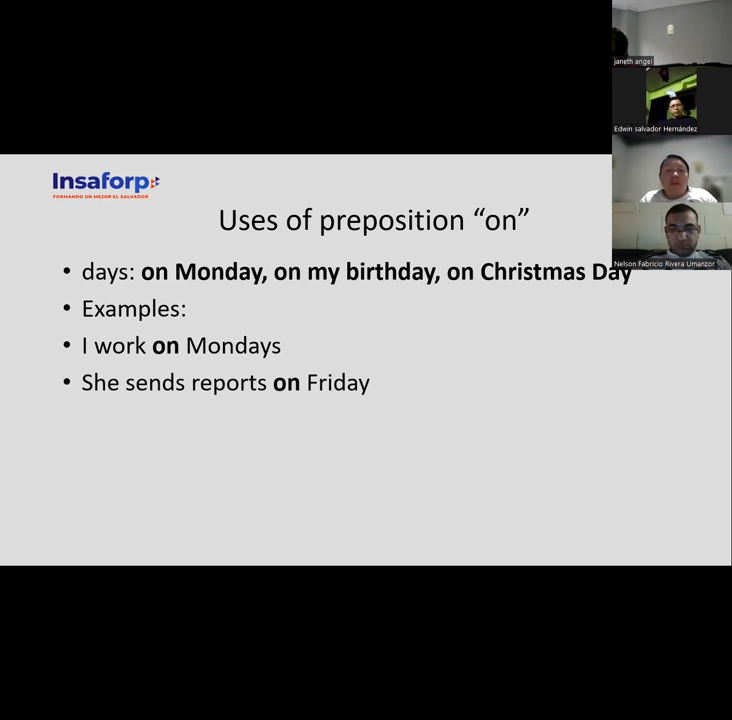 janeth angel
Edwin salvador Hernández
Insaforp
FORMANDO UN MEJOR EL SALVADOR
Uses of preposition “on”
Nelson Fabricio Rivera Umanzor
• days: on Monday, on my birthday, on Christmas Day
• Examples:
• I work on Mondays
• She sends reports on Friday